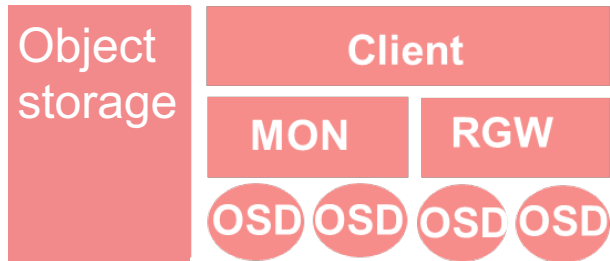 Object
storage
Client
MON
RGW
OSD
OSD
OSD
OSD